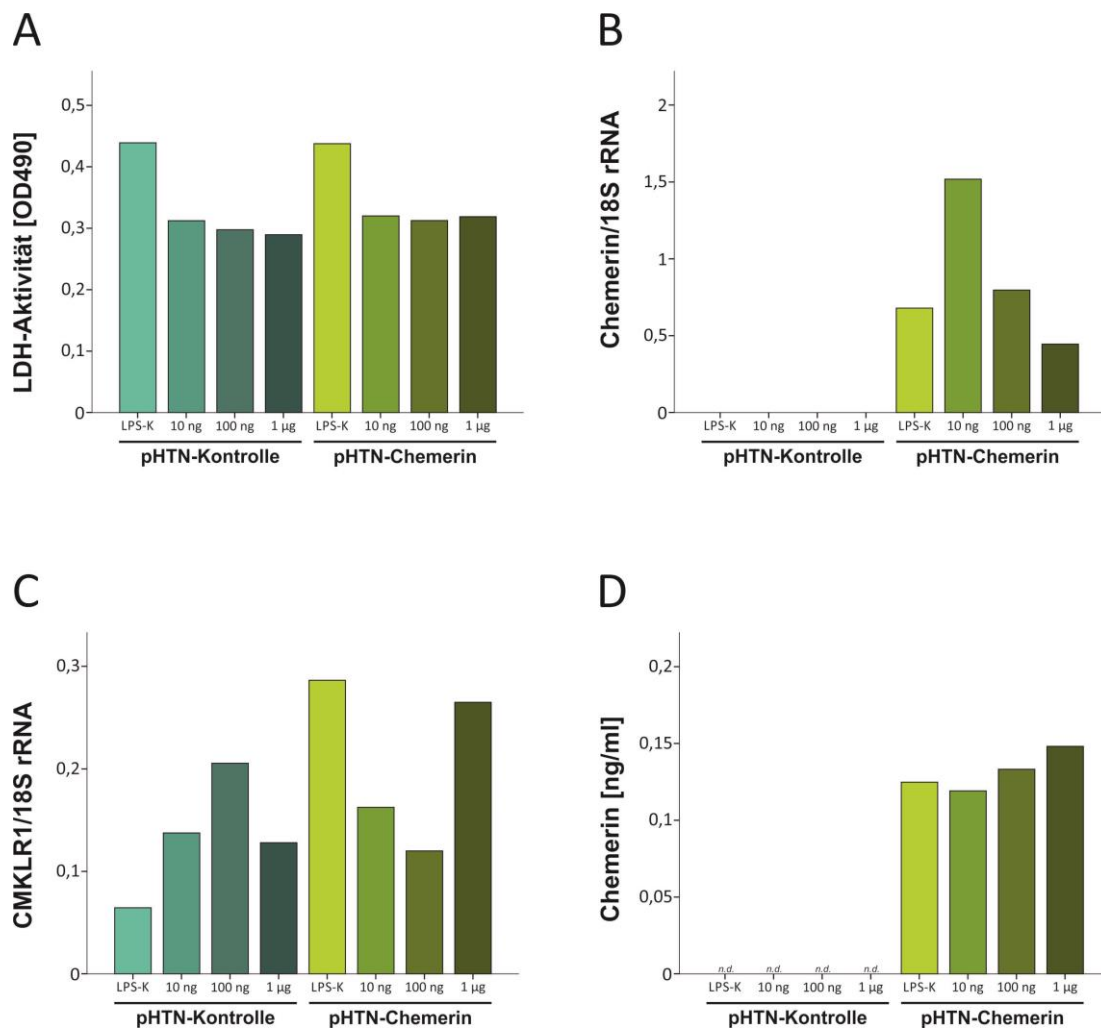 A
LDH-Aktivität [OD490]
0,5
0,4
0,3
0,2
0,1
0
LPS-K 10 ng 100 ng 1 µg LPS-K 10 ng 100 ng 1 µg
pHTN-Kontrolle pHTN-Chemerin
B
Chemerin/18S rRNA
2
1,5
1
0,5
0
LPS-K 10 ng 100 ng 1 µg LPS-K 10 ng 100 ng 1 µg
pHTN-Kontrolle pHTN-Chemerin
C
CMKLR1/18S rRNA
0,3
0,2
0,1
0
LPS-K 10 ng 100 ng 1 µg LPS-K 10 ng 100 ng 1 µg
pHTN-Kontrolle pHTN-Chemerin
D
Chemerin [ng/ml]
0,2
0,15
0,1
0,05
0
n.d. n.d. n.d. n.d.
LPS-K 10 ng 100 ng 1 µg LPS-K 10 ng 100 ng 1 µg
pHTN-Kontrolle pHTN-Chemerin